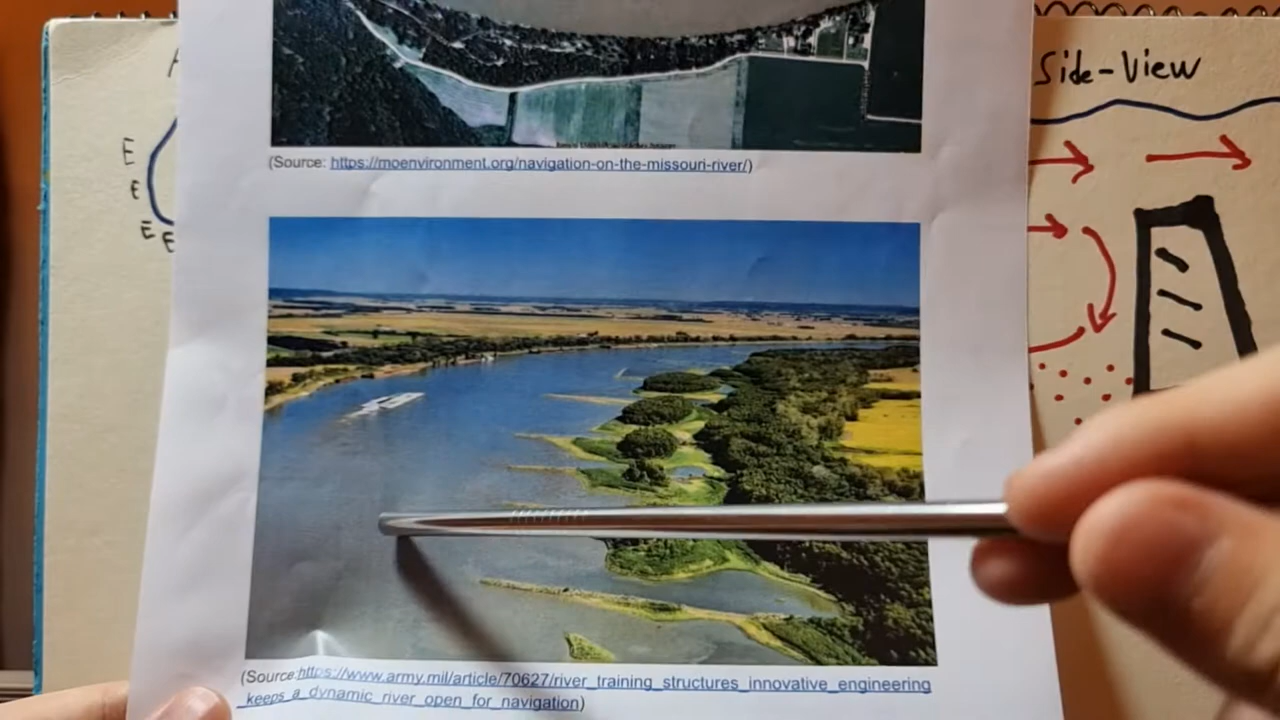 Side-View
E
E
E E
(Source: https://moenvironment.org/navigation-on-the-missouri-river/)
(Source:https://www.army.mil/article/70627/river_training_structures_innovative_engineering
_keeps_a_dynamic_river_open_for_navigation)